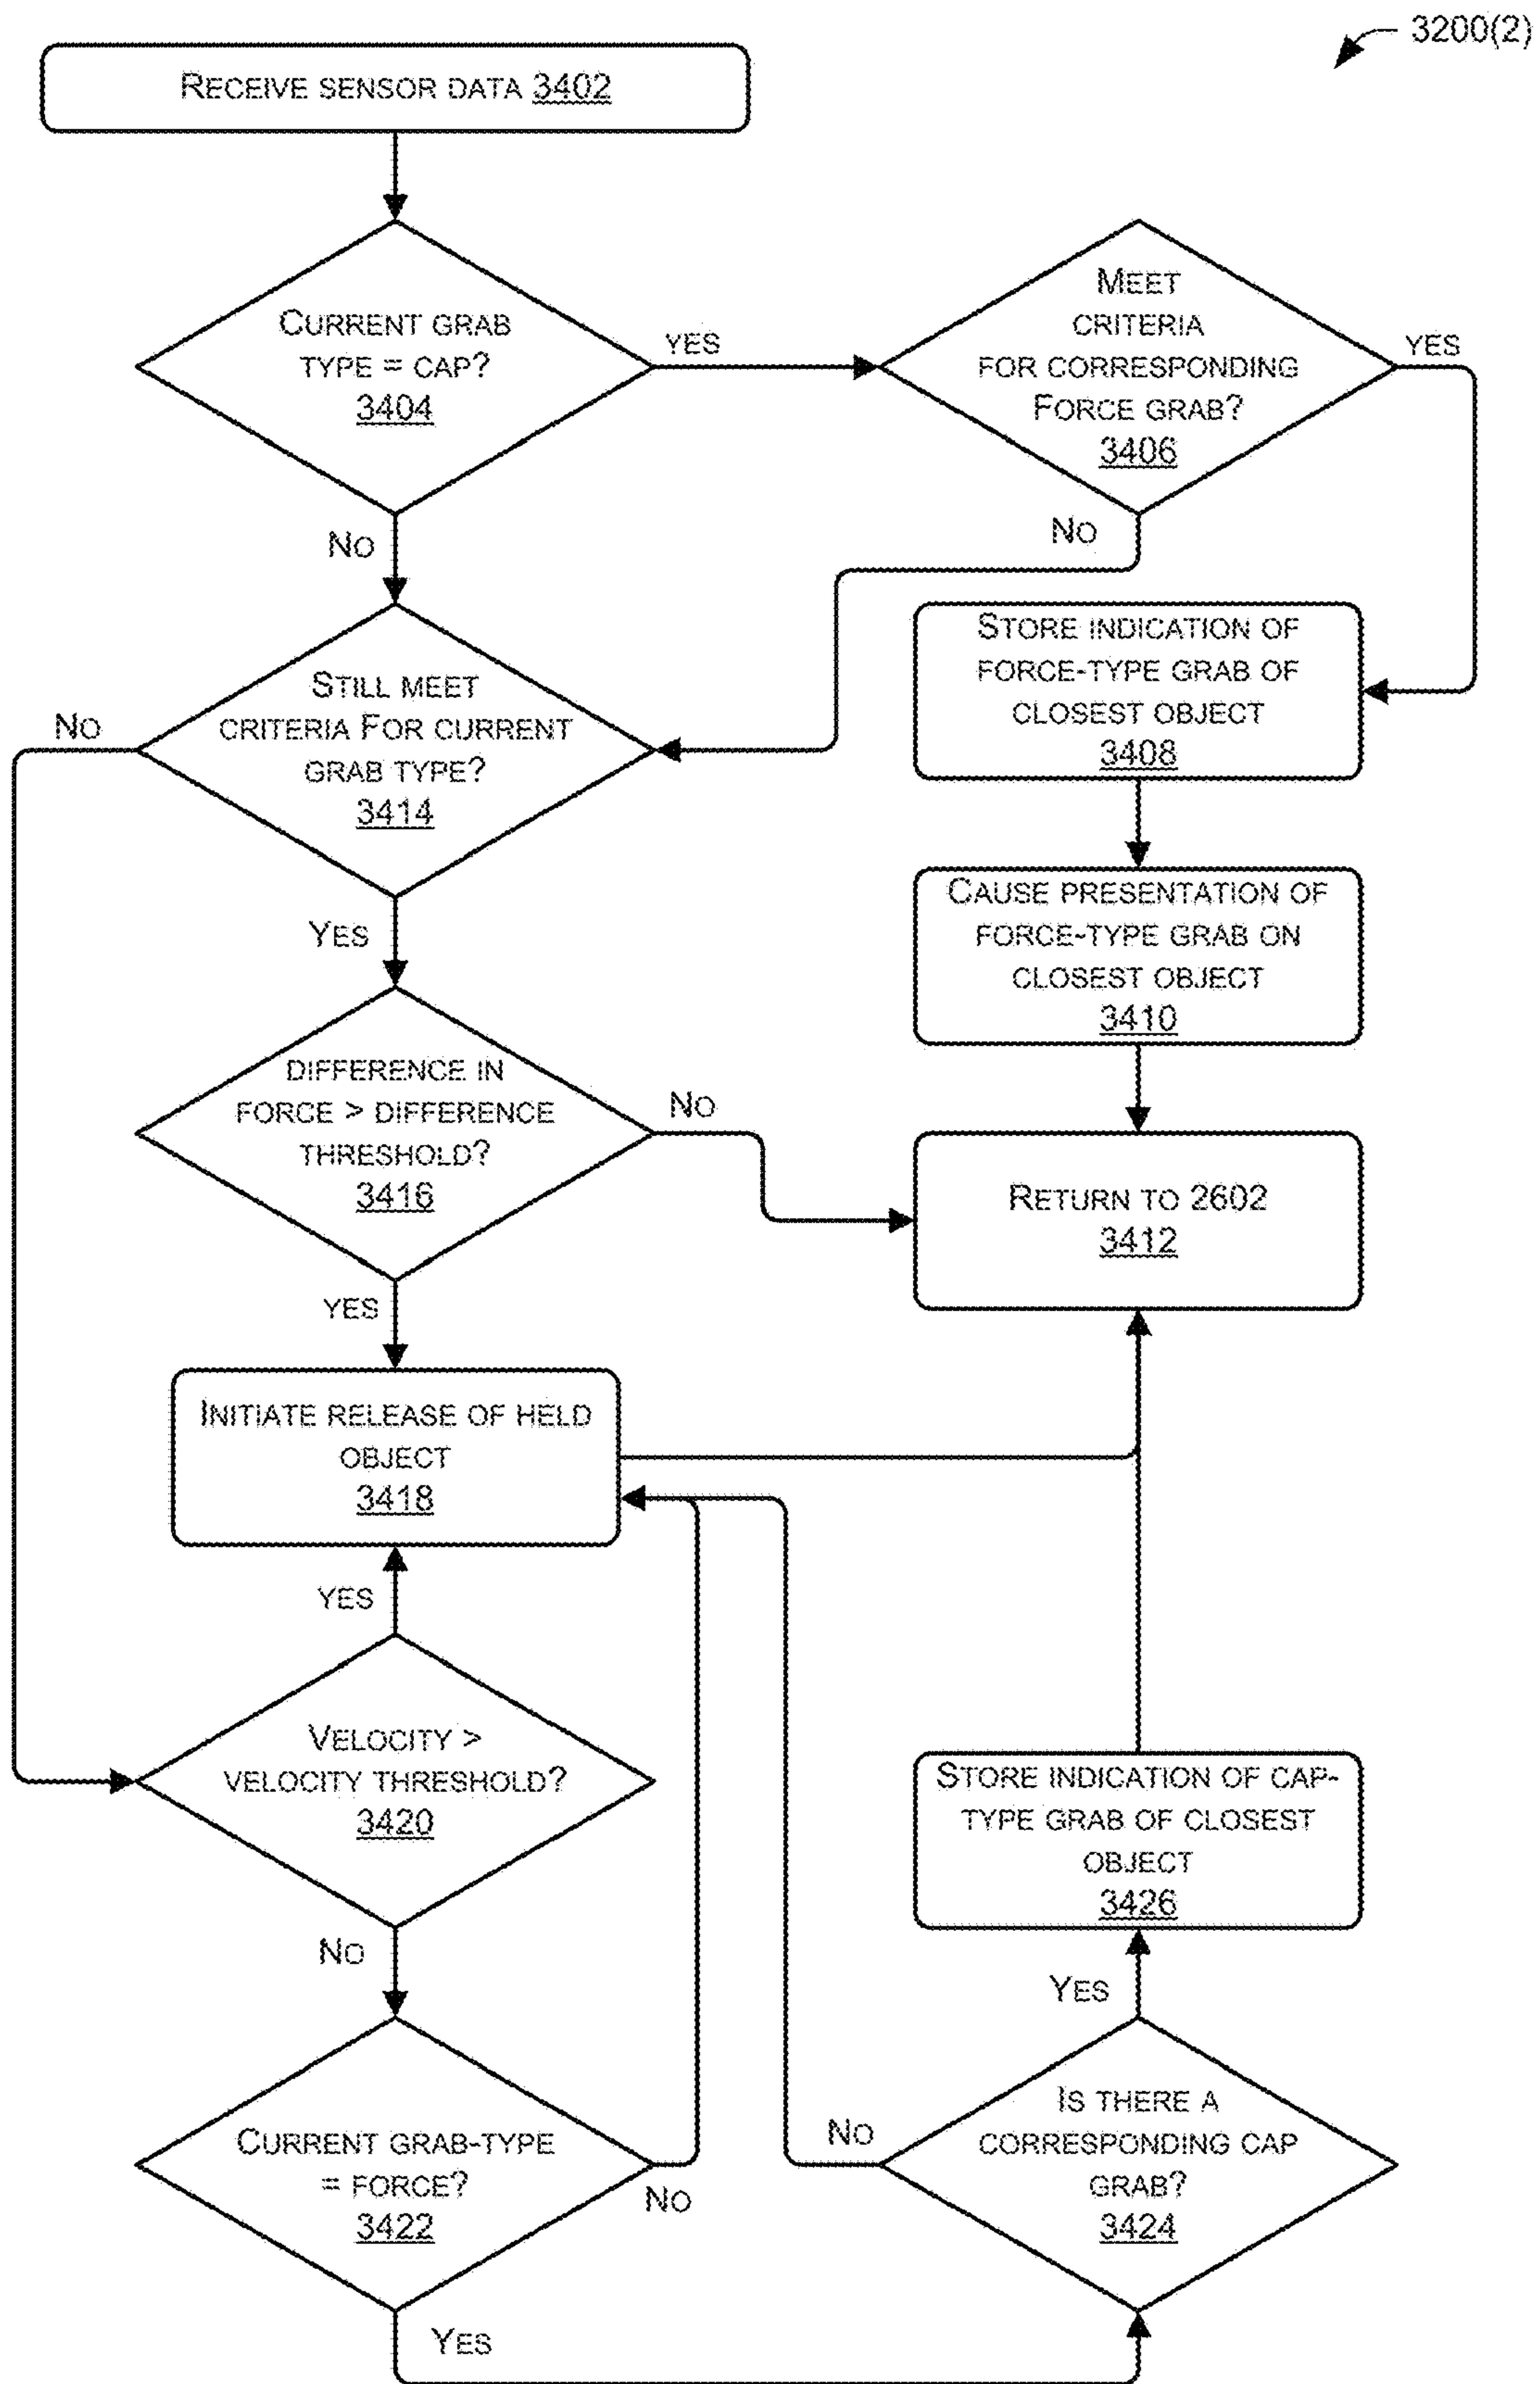 3200(2)
RECEIVE SENSOR DATA 3402
CURRENT GRAB
TYPE = CAP?
3404
YES
MEET
CRITERIA
FOR CORRESPONDING
FORCE GRAB?
3406
YES
NO
NO
STORE INDICATION OF
FORCE-TYPE GRAB OF
CLOSEST OBJECT
3408
STILL MEET
CRITERIA FOR CURRENT
GRAB TYPE?
3414
NO
YES
CAUSE PRESENTATION OF
FORCE-TYPE GRAB ON
CLOSEST OBJECT
3410
DIFFERENCE IN
FORCE > DIFFERENCE
THRESHOLD?
3416
NO
YES
RETURN TO 2602
3412
INITIATE RELEASE OF HELD
OBJECT
3418
YES
VELOCITY >
VELOCITY THRESHOLD?
3420
NO
STORE INDICATION OF CAP-
TYPE GRAB OF CLOSEST
OBJECT
3426
YES
CURRENT GRAB-TYPE
= FORCE?
3422
NO
YES
IS THERE A
CORRESPONDING CAP
GRAB?
3424
NO